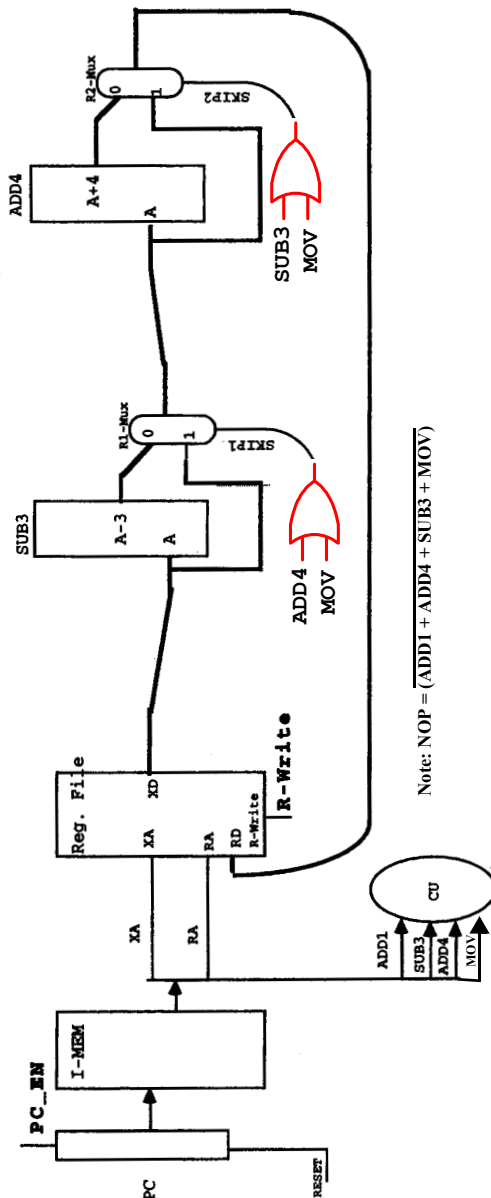 PC
PC_EN
RESET
I-MEM
XA
RA
Reg. File
XA
XD
RA
RD
R-Write
R-Write
ADD1
SUB3
ADD4
MOV
CU
SUB3
A-3
A
R1-Mux
0
1
SKIP1
ADD4
MOV
ADD4
A+4
A
R2-Mux
0
1
SKIP2
SUB3
MOV
Note: NOP = (ADD1 + ADD4 + SUB3 + MOV)